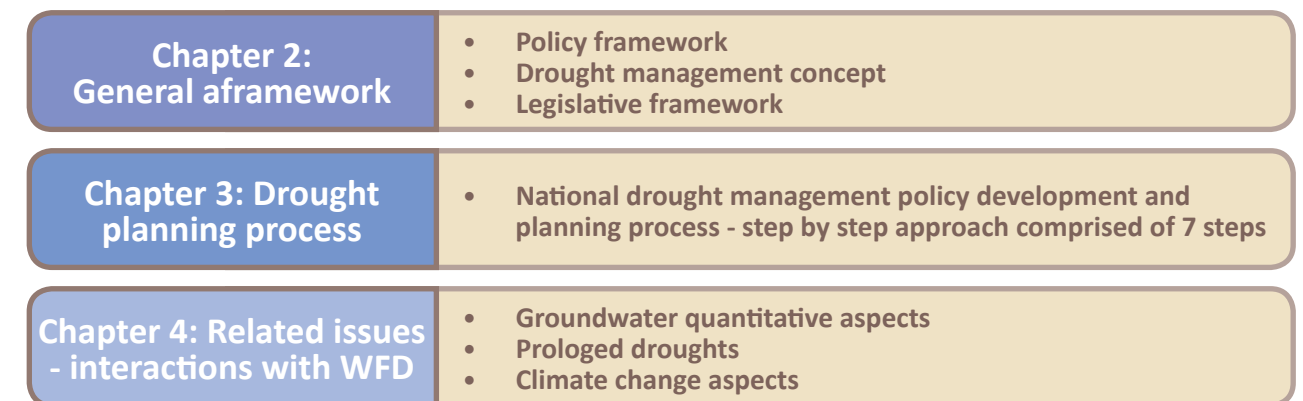 Chapter 2:
General aframework
• Policy framework
• Drought management concept
• Legislative framework
Chapter 3: Drought
planning process
• National drought management policy development and
planning process - step by step approach comprised of 7 steps
Chapter 4: Related issues
- interactions with WFD
• Groundwater quantitative aspects
• Prologed droughts
• Climate change aspects